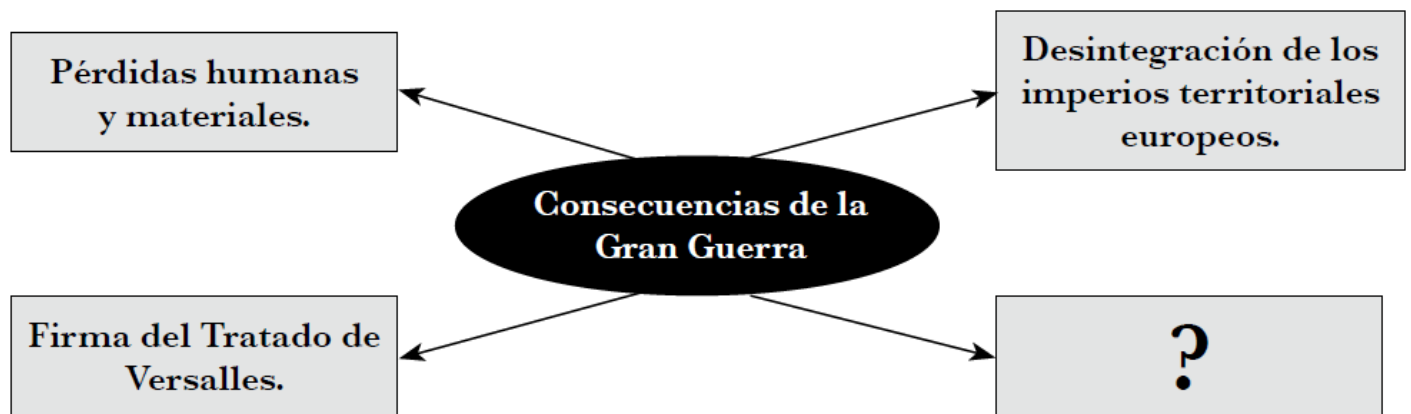 Pérdidas humanas
y materiales.
Desintegración de los
imperios territoriales
europeos.
Consecuencias de la
Gran Guerra
Firma del Tratado de
Versalles.
?